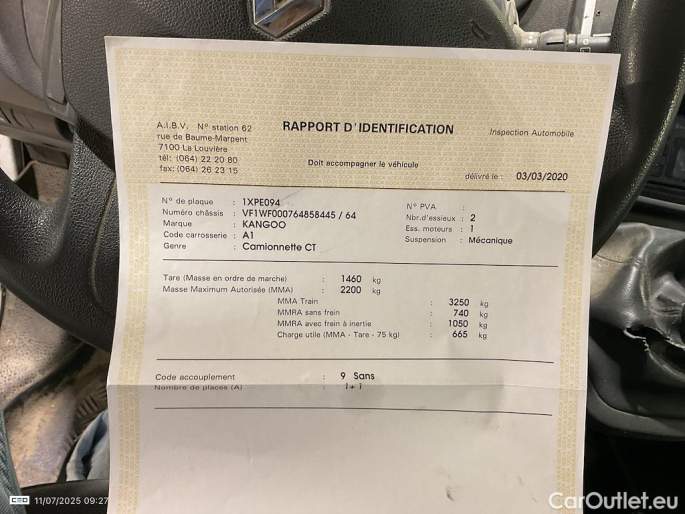 A.I.B.V. N° station 62
rue de Baume-Marpent
7100 La Louvière
tél: (064) 22 20 80
fax: (064) 26 23 15
RAPPORT D'IDENTIFICATION
Inspection Automobile
Doit accompagner le véhicule
délivré le : 03/03/2020
N° de plaque : 1XPE094
Numéro châssis : VF1WF000764858445 / 64
Marque : KANGOO
Code carrosserie : A1
Genre : Camionnette CT
N° PVA :
Nbr.d'essieux : 2
Ess. moteurs : 1
Suspension : Mécanique
Tare (Masse en ordre de marche) : 1460 kg
Masse Maximum Autorisée (MMA) : 2200 kg
MMA Train : 3250 kg
MMRA sans frein : 740 kg
MMRA avec frein à inertie : 1050 kg
Charge utile (MMA - Tare - 75 kg) : 665 kg
Code accouplement : 9 Sans
Nombre de places (A) : 1+1
11/07/2025 09:27
CarOutlet.eu